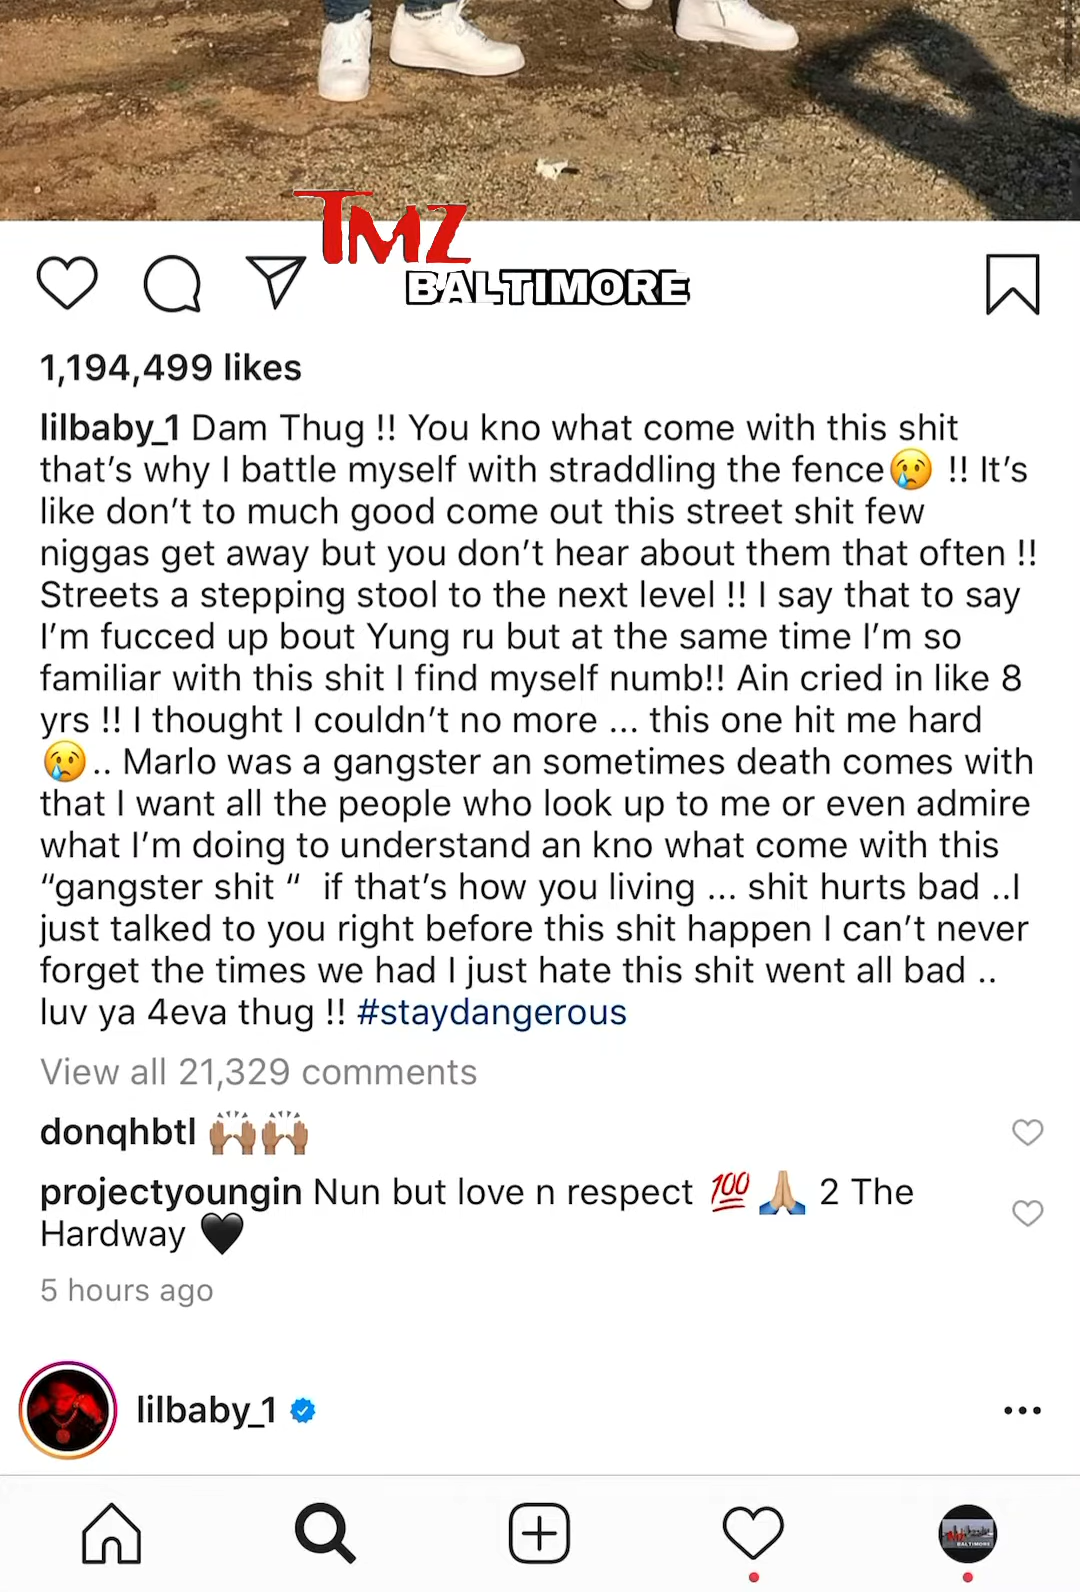 TMZ
BALTIMORE
1,194,499 likes
lilbaby_1 Dam Thug !! You kno what come with this shit
that's why I battle myself with straddling the fence😢 !! It's
like don't to much good come out this street shit few
niggas get away but you don't hear about them that often !!
Streets a stepping stool to the next level !! I say that to say
I'm fucced up bout Yung ru but at the same time I'm so
familiar with this shit I find myself numb!! Ain cried in like 8
yrs !! I thought I couldn't no more ... this one hit me hard
😢.. Marlo was a gangster an sometimes death comes with
that I want all the people who look up to me or even admire
what I'm doing to understand an kno what come with this
“gangster shit “  if that's how you living ... shit hurts bad ..I
just talked to you right before this shit happen I can't never
forget the times we had I just hate this shit went all bad ..
luv ya 4eva thug !! #staydangerous
View all 21,329 comments
donqhbtl 🙌🏽🙌🏽
projectyoungin Nun but love n respect 💯🙏🏼 2 The
Hardway 🖤
5 hours ago
lilbaby_1
TMZ
BALTIMORE